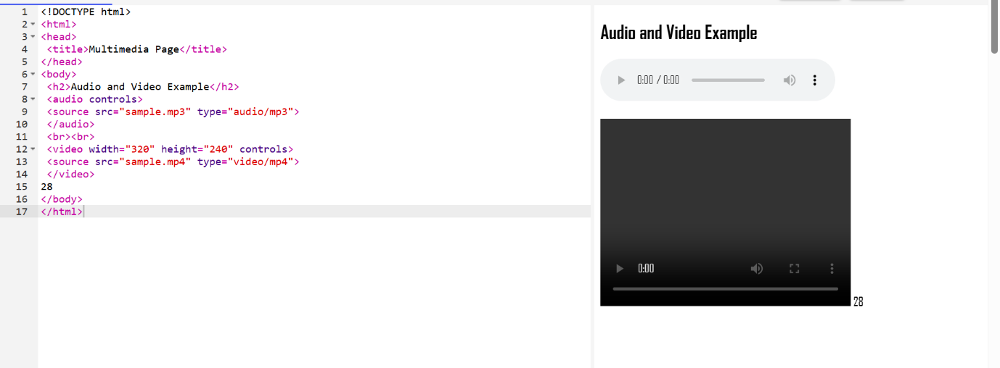 1 <!DOCTYPE html>
2 <html>
3 <head>
4 <title>Multimedia Page</title>
5 </head>
6 <body>
7 <h2>Audio and Video Example</h2>
8 <audio controls>
9 <source src="sample.mp3" type="audio/mp3">
10 </audio>
11 <br><br>
12 <video width="320" height="240" controls>
13 <source src="sample.mp4" type="video/mp4">
14 </video>
15 28
16 </body>
17 </html>
Audio and Video Example
0:00 / 0:00
0:00
28